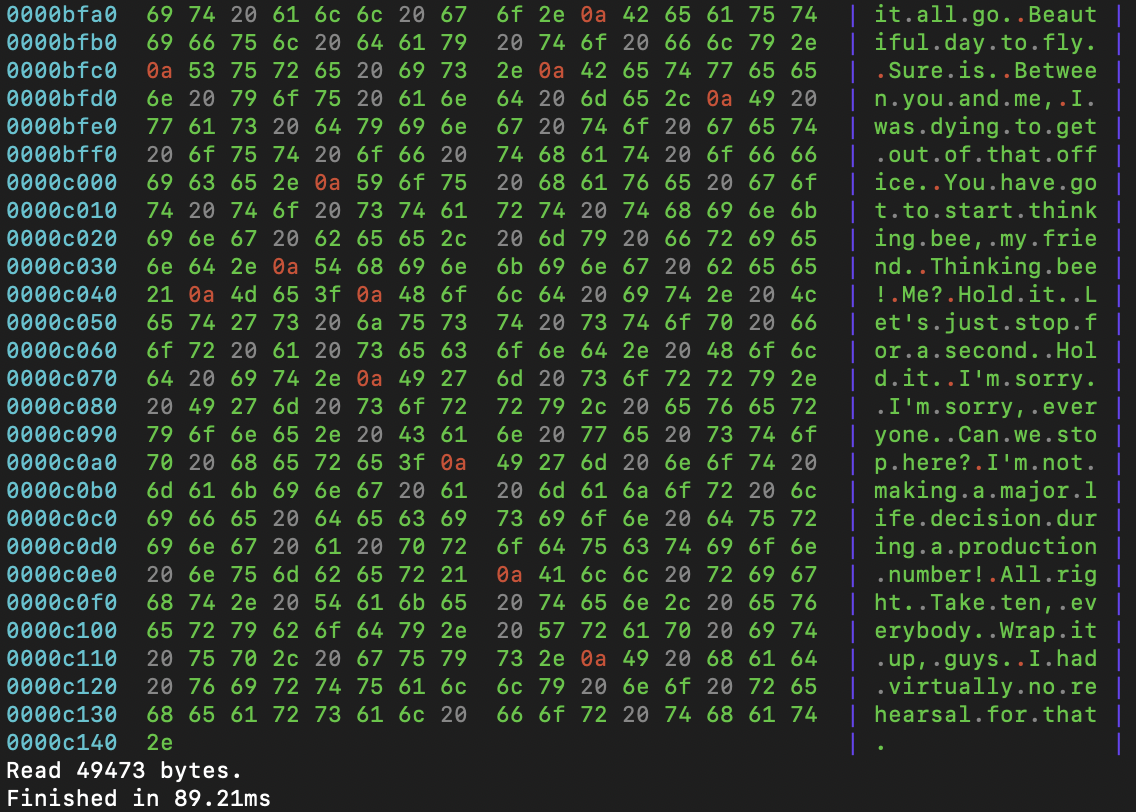 0000bfa0  69 74 20 61 6c 6c 20 67  6f 2e 0a 42 65 61 75 74  |it.all.go..Beaut|
0000bfb0  69 66 75 6c 20 64 61 79  20 74 6f 20 66 6c 79 2e  |iful.day.to.fly.|
0000bfc0  0a 53 75 72 65 20 69 73  2e 0a 42 65 74 77 65 65  |.Sure.is..Betwee|
0000bfd0  6e 20 79 6f 75 20 61 6e  64 20 6d 65 2c 0a 49 20  |n.you.and.me,.I.|
0000bfe0  77 61 73 20 64 79 69 6e  67 20 74 6f 20 67 65 74  |was.dying.to.get|
0000bff0  20 6f 75 74 20 6f 66 20  74 68 61 74 20 6f 66 66  |.out.of.that.off|
0000c000  69 63 65 2e 0a 59 6f 75  20 68 61 76 65 20 67 6f  |ice..You.have.go|
0000c010  74 20 74 6f 20 73 74 61  72 74 20 74 68 69 6e 6b  |t.to.start.think|
0000c020  69 6e 67 20 62 65 65 2c  20 6d 79 20 66 72 69 65  |ing.bee,.my.frie|
0000c030  6e 64 2e 0a 54 68 69 6e  6b 69 6e 67 20 62 65 65  |nd..Thinking.bee|
0000c040  21 0a 4d 65 3f 0a 48 6f  6c 64 20 69 74 2e 20 4c  |!.Me?.Hold.it..L|
0000c050  65 74 27 73 20 6a 75 73  74 20 73 74 6f 70 20 66  |et's.just.stop.f|
0000c060  6f 72 20 61 20 73 65 63  6f 6e 64 2e 20 48 6f 6c  |or.a.second..Hol|
0000c070  64 20 69 74 2e 0a 49 27  6d 20 73 6f 72 72 79 2e  |d.it..I'm.sorry.|
0000c080  20 49 27 6d 20 73 6f 72  72 79 2c 20 65 76 65 72  |.I'm.sorry,.ever|
0000c090  79 6f 6e 65 2e 20 43 61  6e 20 77 65 20 73 74 6f  |yone..Can.we.sto|
0000c0a0  70 20 68 65 72 65 3f 0a  49 27 6d 20 6e 6f 74 20  |p.here?.I'm.not.|
0000c0b0  6d 61 6b 69 6e 67 20 61  20 6d 61 6a 6f 72 20 6c  |making.a.major.l|
0000c0c0  69 66 65 20 64 65 63 69  73 69 6f 6e 20 64 75 72  |ife.decision.dur|
0000c0d0  69 6e 67 20 61 20 70 72  6f 64 75 63 74 69 6f 6e  |ing.a.production|
0000c0e0  20 6e 75 6d 62 65 72 21  0a 41 6c 6c 20 72 69 67  |.number!.All.rig|
0000c0f0  68 74 2e 20 54 61 6b 65  20 74 65 6e 2c 20 65 76  |ht..Take.ten,.ev|
0000c100  65 72 79 62 6f 64 79 2e  20 57 72 61 70 20 69 74  |erybody..Wrap.it|
0000c110  20 75 70 2c 20 67 75 79  73 2e 0a 49 20 68 61 64  |.up,.guys..I.had|
0000c120  20 76 69 72 74 75 61 6c  6c 79 20 6e 6f 20 72 65  |.virtually.no.re|
0000c130  68 65 61 72 73 61 6c 20  66 6f 72 20 74 68 61 74  |hearsal.for.that|
0000c140  2e                                                |.               |
Read 49473 bytes.
Finished in 89.21ms